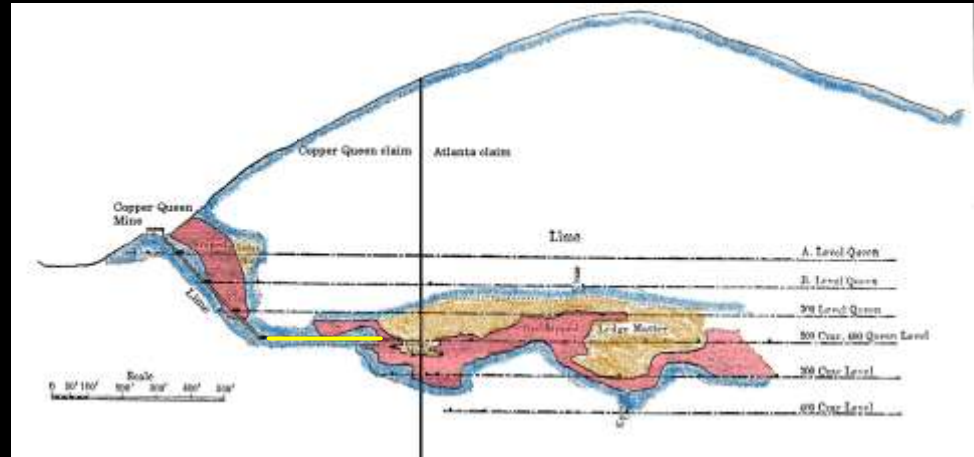 Copper Queen claim
Atlanta claim
Copper Queen
Mine
Lime
A. Level Queen
B. Level Queen
300 Level Queen
Lime
Ledge Matter
200 Czar, 400 Queen Level
300 Czar Level
400 Czar Level
Scale